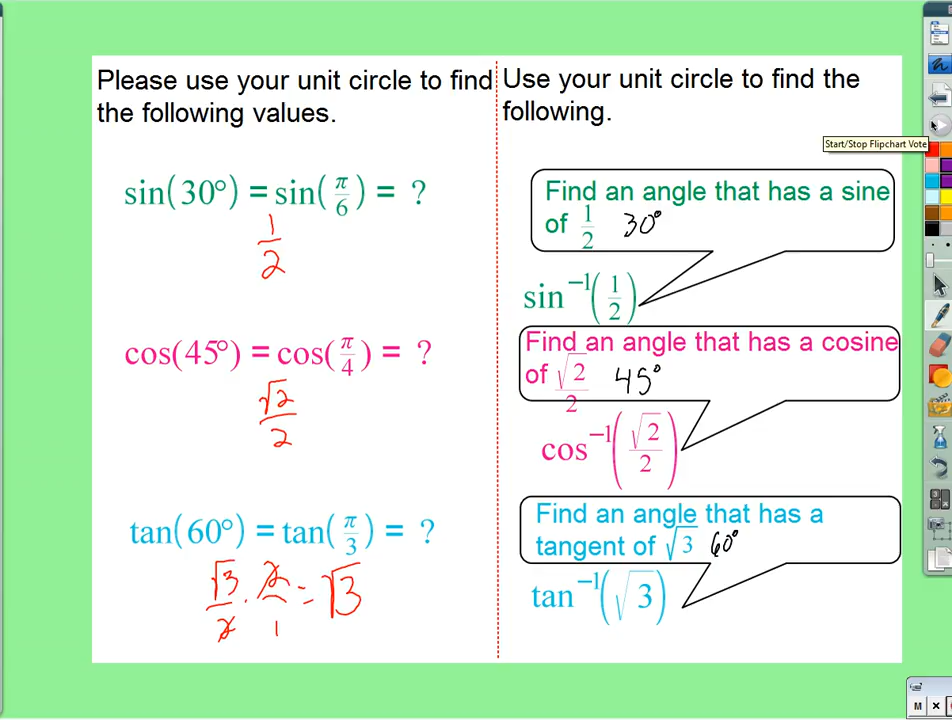 Please use your unit circle to find
the following values.
sin(30°) = sin(π/6) = ?
1/2
cos(45°) = cos(π/4) = ?
√2/2
tan(60°) = tan(π/3) = ?
√3/2 · 2/1 = √3
Use your unit circle to find the
following.
Start/Stop Flipchart Vote
Find an angle that has a sine
of 1/2 30°
sin⁻¹(1/2)
Find an angle that has a cosine
of √2/2 45°
cos⁻¹(√2/2)
Find an angle that has a
tangent of √3 60°
tan⁻¹(√3)
M ×